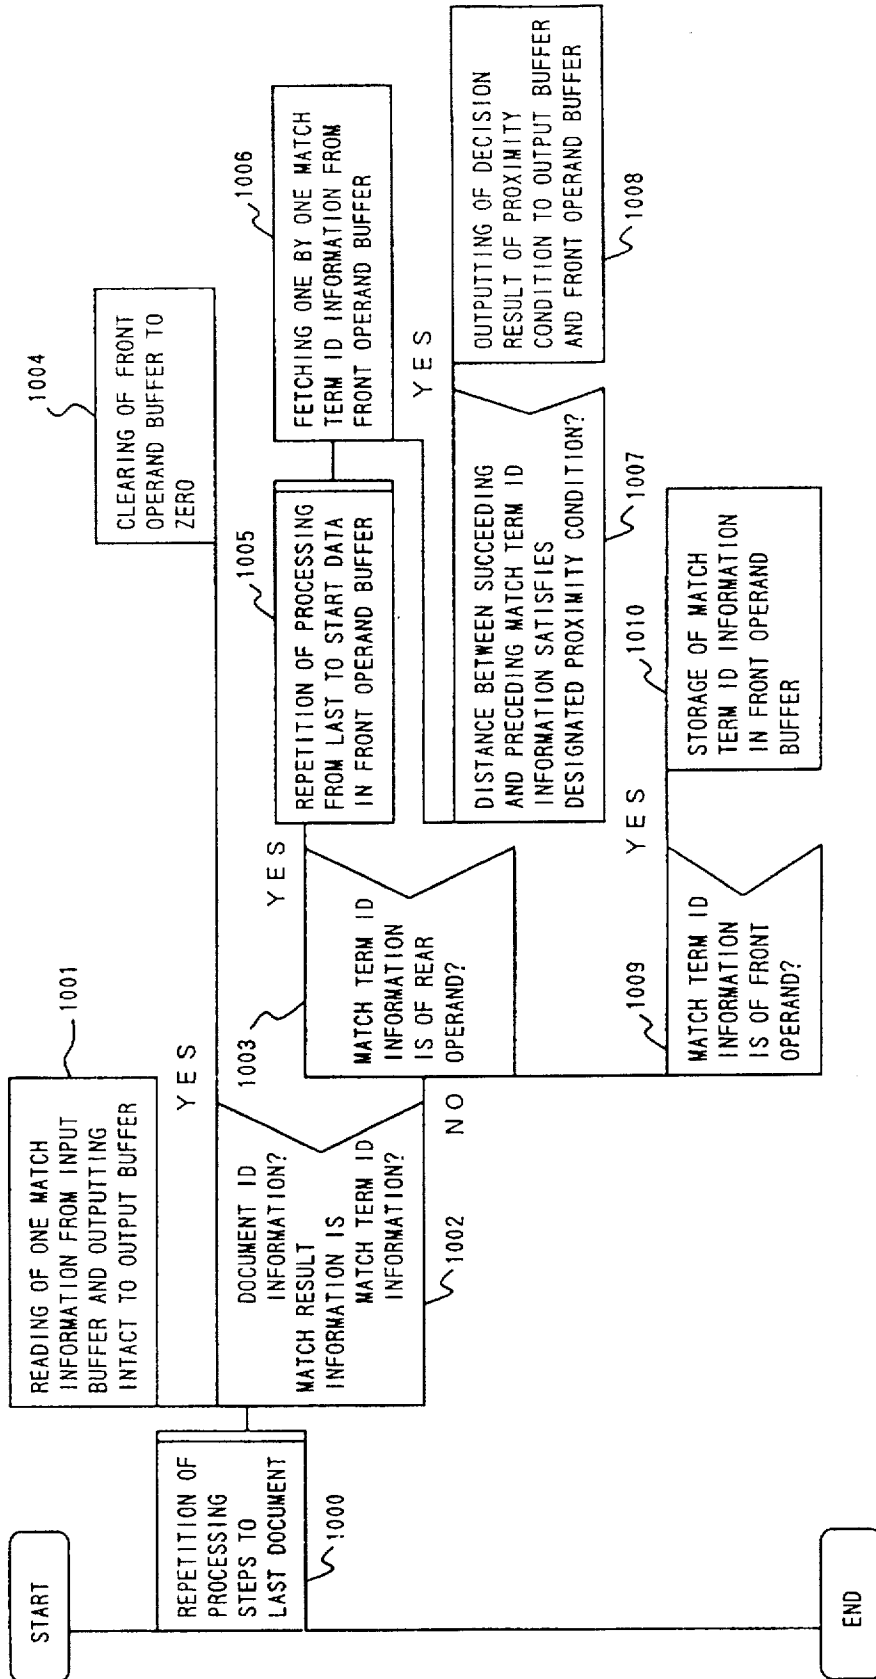 START
REPETITION OF
PROCESSING
STEPS TO
LAST DOCUMENT
1000
END
READING OF ONE MATCH
INFORMATION FROM INPUT
BUFFER AND OUTPUTTING
INTACT TO OUTPUT BUFFER
1001
DOCUMENT ID
INFORMATION?
MATCH RESULT
INFORMATION IS
MATCH TERM ID
INFORMATION?
1002
YES
NO
CLEARING OF FRONT
OPERAND BUFFER TO
ZERO
1004
1003
MATCH TERM ID
INFORMATION
IS OF REAR
OPERAND?
YES
REPETITION OF PROCESSING
FROM LAST TO START DATA
IN FRONT OPERAND BUFFER
1005
FETCHING ONE BY ONE MATCH
TERM ID INFORMATION FROM
FRONT OPERAND BUFFER
1006
DISTANCE BETWEEN SUCCEEDING
AND PRECEDING MATCH TERM ID
INFORMATION SATISFIES
DESIGNATED PROXIMITY CONDITION?
1007
YES
OUTPUTTING OF DECISION
RESULT OF PROXIMITY
CONDITION TO OUTPUT BUFFER
AND FRONT OPERAND BUFFER
1008
1009
MATCH TERM ID
INFORMATION
IS OF FRONT
OPERAND?
YES
STORAGE OF MATCH
TERM ID INFORMATION
IN FRONT OPERAND
BUFFER
1010